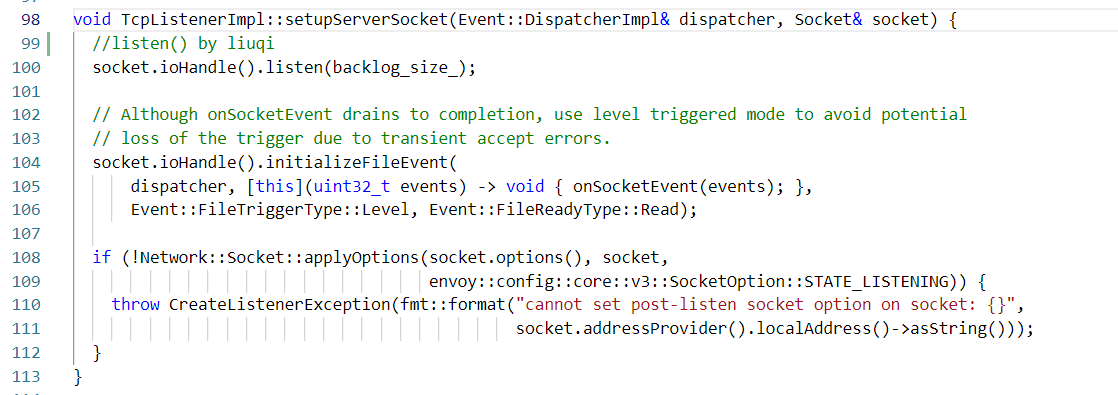 98 void TcpListenerImpl::setupServerSocket(Event::DispatcherImpl& dispatcher, Socket& socket) {
99 //listen() by liuqi
100 socket.ioHandle().listen(backlog_size_);
101
102 // Although onSocketEvent drains to completion, use level triggered mode to avoid potential
103 // loss of the trigger due to transient accept errors.
104 socket.ioHandle().initializeFileEvent(
105 dispatcher, [this](uint32_t events) -> void { onSocketEvent(events); },
106 Event::FileTriggerType::Level, Event::FileReadyType::Read);
107
108 if (!Network::Socket::applyOptions(socket.options(), socket,
109 envoy::config::core::v3::SocketOption::STATE_LISTENING)) {
110 throw CreateListenerException(fmt::format("cannot set post-listen socket option on socket: {}",
111 socket.addressProvider().localAddress()->asString()));
112 }
113 }